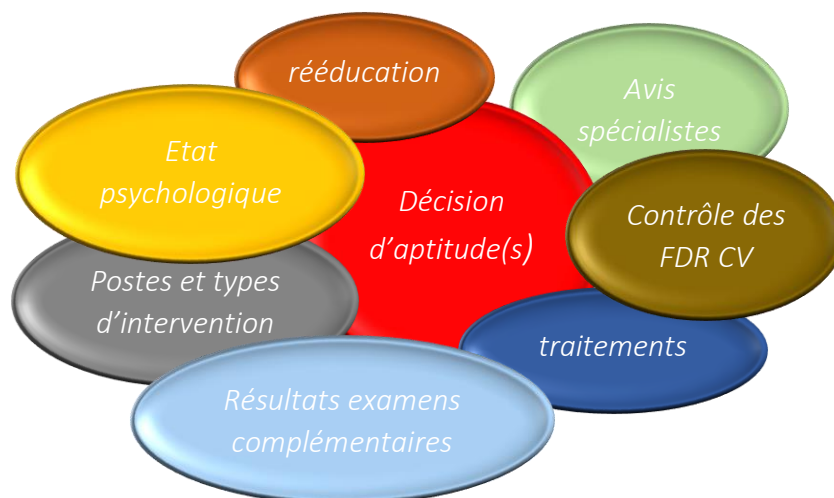 rééducation
Avis
spécialistes
Etat
psychologique
Décision
d’aptitude(s)
Contrôle des
FDR CV
Postes et types
d’intervention
traitements
Résultats examens
complémentaires